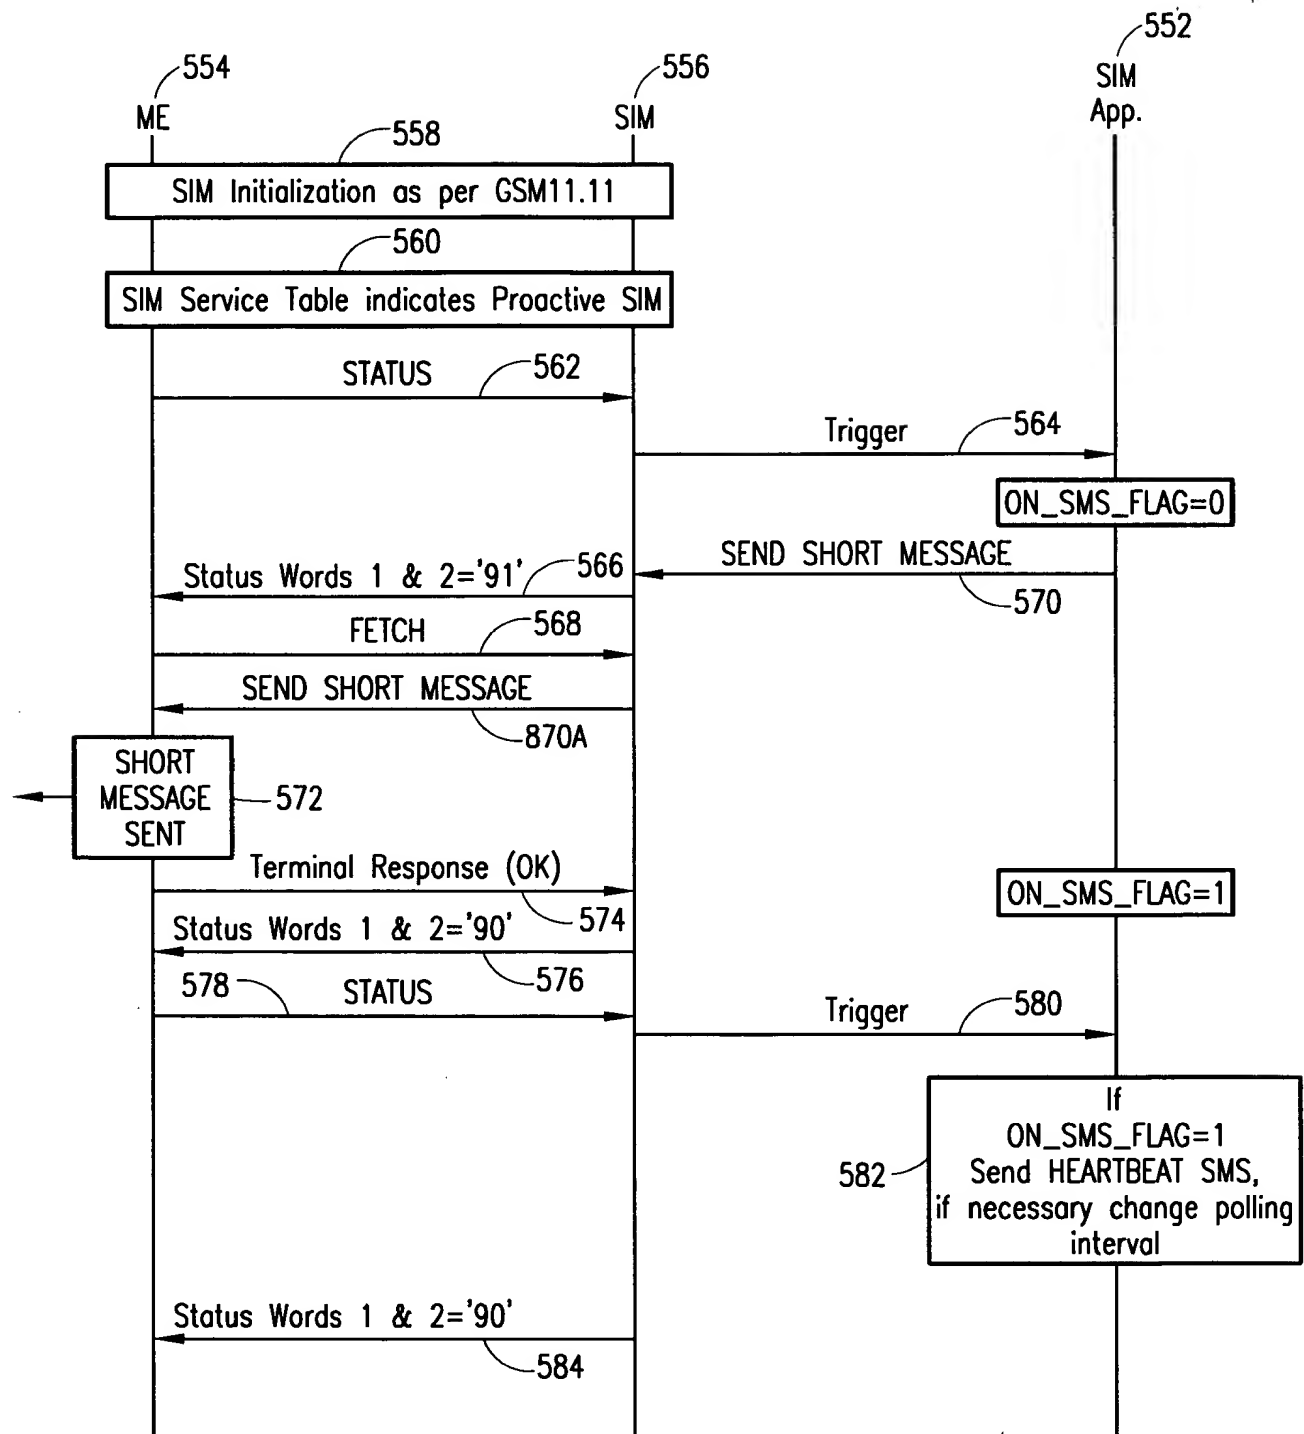 552
554
556
SIM
App.
ME
SIM
558
SIM Initialization as per GSM11.11
560
SIM Service Table indicates Proactive SIM
STATUS
562
Trigger
564
ON_SMS_FLAG=0
SEND SHORT MESSAGE
570
Status Words 1 & 2='91'
566
FETCH
568
SEND SHORT MESSAGE
870A
SHORT
MESSAGE
SENT
572
Terminal Response (OK)
574
ON_SMS_FLAG=1
Status Words 1 & 2='90'
576
578
STATUS
Trigger
580
If
ON_SMS_FLAG=1
Send HEARTBEAT SMS,
if necessary change polling
interval
582
Status Words 1 & 2='90'
584